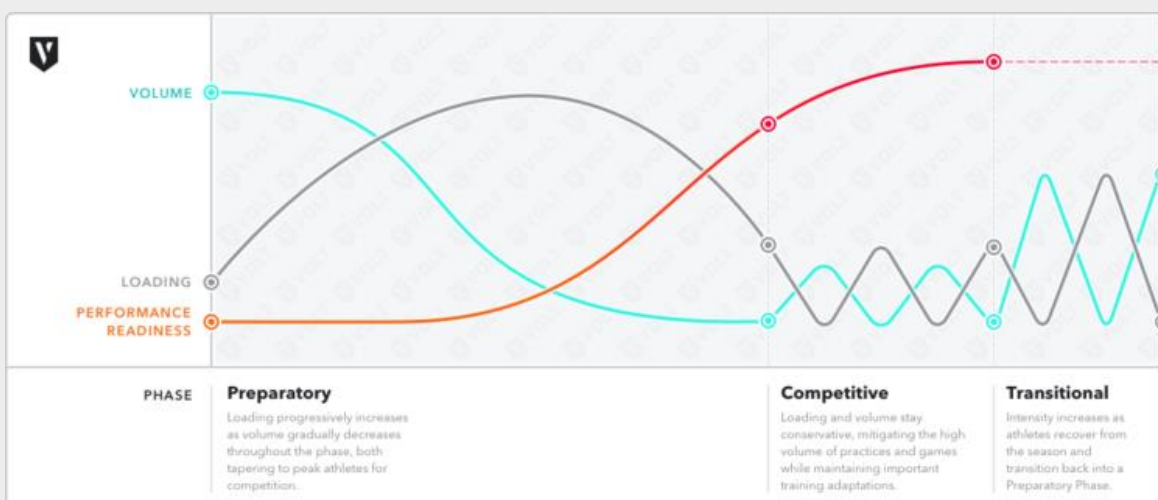 VOLUME
LOADING
PERFORMANCE
READINESS
PHASE
Preparatory
Loading progressively increases
as volume gradually decreases
throughout the phase, both
tapering to peak athletes for
competition.
Competitive
Loading and volume stay
conservative, mitigating the high
volume of practices and games
while maintaining important
training adaptations.
Transitional
Intensity increases as
athletes recover from
the season and
transition back into a
Preparatory Phase.